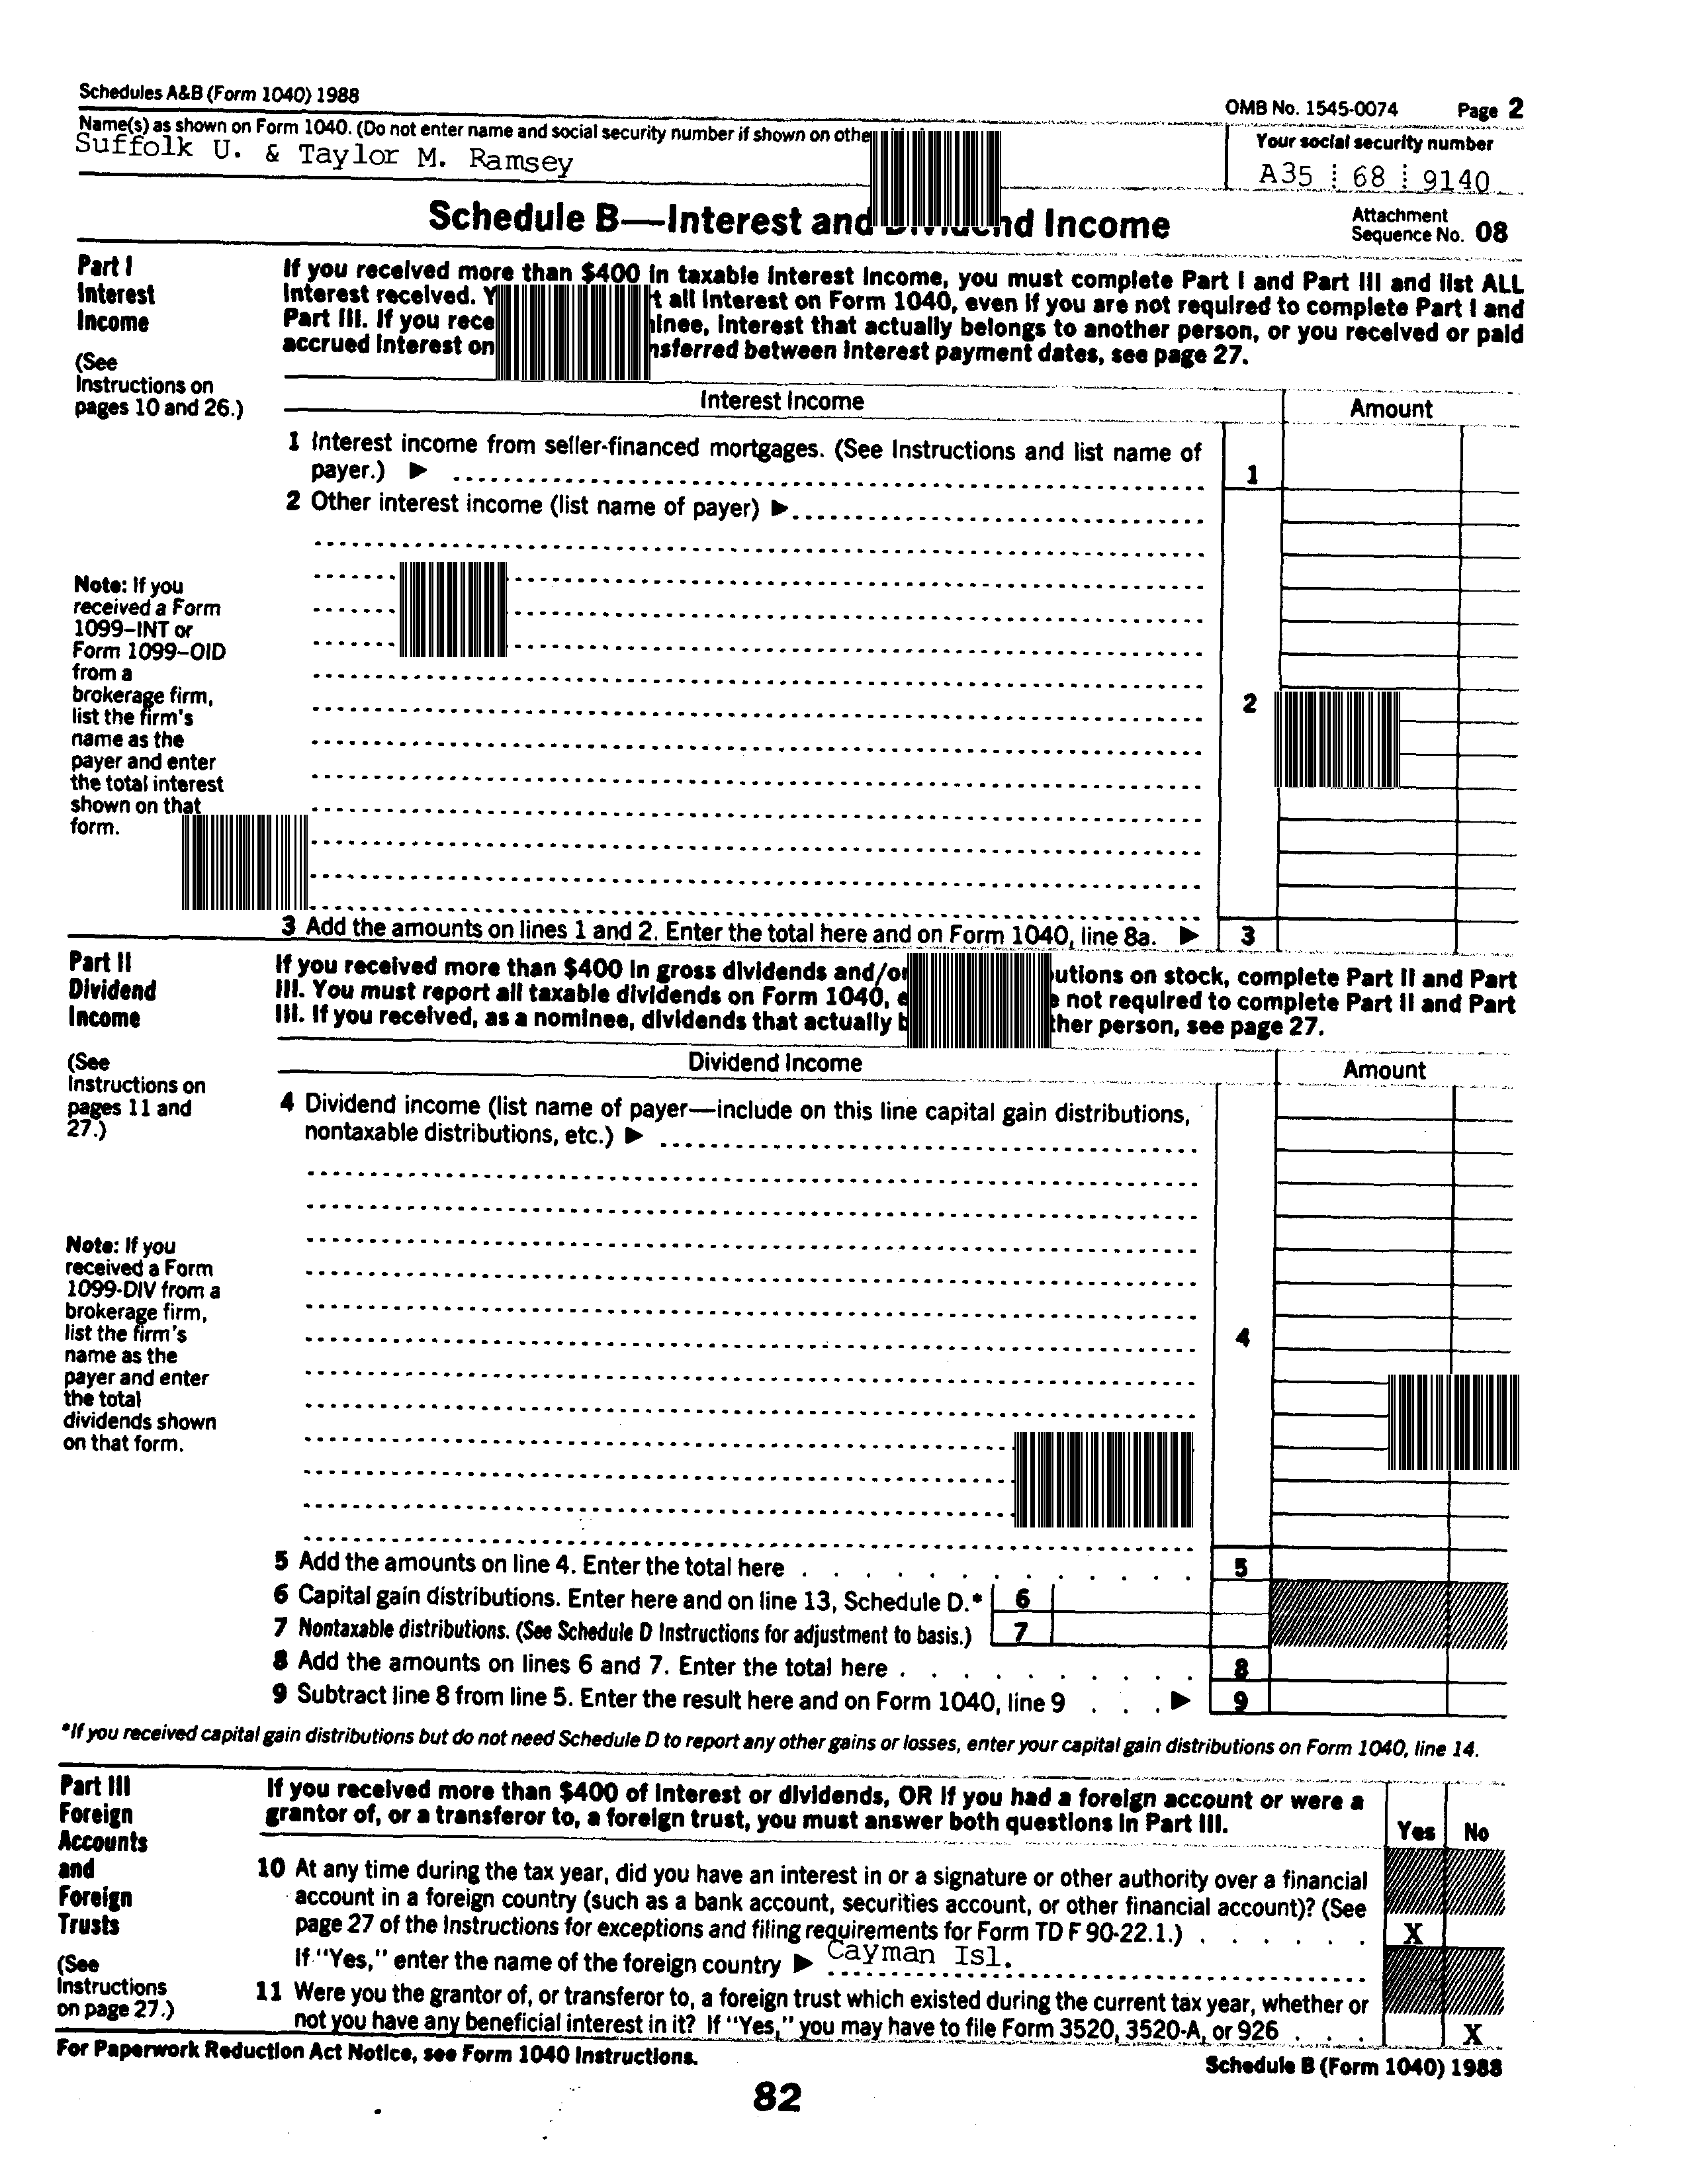 Schedules A&B (Form 1040) 1988
OMB No. 1545-0074 Page 2
Name(s) as shown on Form 1040. (Do not enter name and social security number if shown on
Your social security number
Suffolk U. & Taylor M. Ramsey
A35 68 9140
Schedule B—Interest and Income
Attachment
Sequence No. 08
Part I
Interest
Income
(See
Instructions on
pages 10 and 26.)
If you received more than $400 in taxable interest income, you must complete Part I and Part III and list ALL
interest received. all interest on Form 1040, even if you are not required to complete Part I and
Part III. If you interest that actually belongs to another person, or you received or paid
accrued interest on between interest payment dates, see page 27.
Interest Income
Amount
1 Interest income from seller-financed mortgages. (See Instructions and list name of
payer.) ▶
1
2 Other interest income (list name of payer) ▶
Note: If you
received a Form
1099–INT or
Form 1099–OID
from a
brokerage firm,
list the firm's
name as the
payer and enter
the total interest
shown on that
form.
2
3 Add the amounts on lines 1 and 2. Enter the total here and on Form 1040, line 8a. ▶ 3
Part II
Dividend
Income
(See
Instructions on
pages 11 and
27.)
If you received more than $400 in gross dividends on stock, complete Part II and Part
III. You must report all taxable dividends on Form 1040, not required to complete Part II and Part
III. If you received, as a nominee, dividends that actually person, see page 27.
Dividend Income
Amount
4 Dividend income (list name of payer—include on this line capital gain distributions,
nontaxable distributions, etc.) ▶
Note: If you
received a Form
1099-DIV from a
brokerage firm,
list the firm's
name as the
payer and enter
the total
dividends shown
on that form.
4
5 Add the amounts on line 4. Enter the total here . . . . . . . . . . . . 5
6 Capital gain distributions. Enter here and on line 13, Schedule D.* 6
7 Nontaxable distributions. (See Schedule D Instructions for adjustment to basis.) 7
8 Add the amounts on lines 6 and 7. Enter the total here . . . . . . . . . 8
9 Subtract line 8 from line 5. Enter the result here and on Form 1040, line 9 . . . ▶ 9
*If you received capital gain distributions but do not need Schedule D to report any other gains or losses, enter your capital gain distributions on Form 1040, line 14.
Part III
Foreign
Accounts
and
Foreign
Trusts
(See
Instructions
on page 27.)
If you received more than $400 of interest or dividends, OR if you had a foreign account or were a
grantor of, or a transferor to, a foreign trust, you must answer both questions in Part III.
Yes No
10 At any time during the tax year, did you have an interest in or a signature or other authority over a financial
account in a foreign country (such as a bank account, securities account, or other financial account)? (See
page 27 of the Instructions for exceptions and filing requirements for Form TD F 90-22.1.) . . . . . . X
If "Yes," enter the name of the foreign country ▶ Cayman Isl.
11 Were you the grantor of, or transferor to, a foreign trust which existed during the current tax year, whether or
not you have any beneficial interest in it? If "Yes," you may have to file Form 3520, 3520-A, or 926 . . . X
For Paperwork Reduction Act Notice, see Form 1040 Instructions.
Schedule B (Form 1040) 1988
82